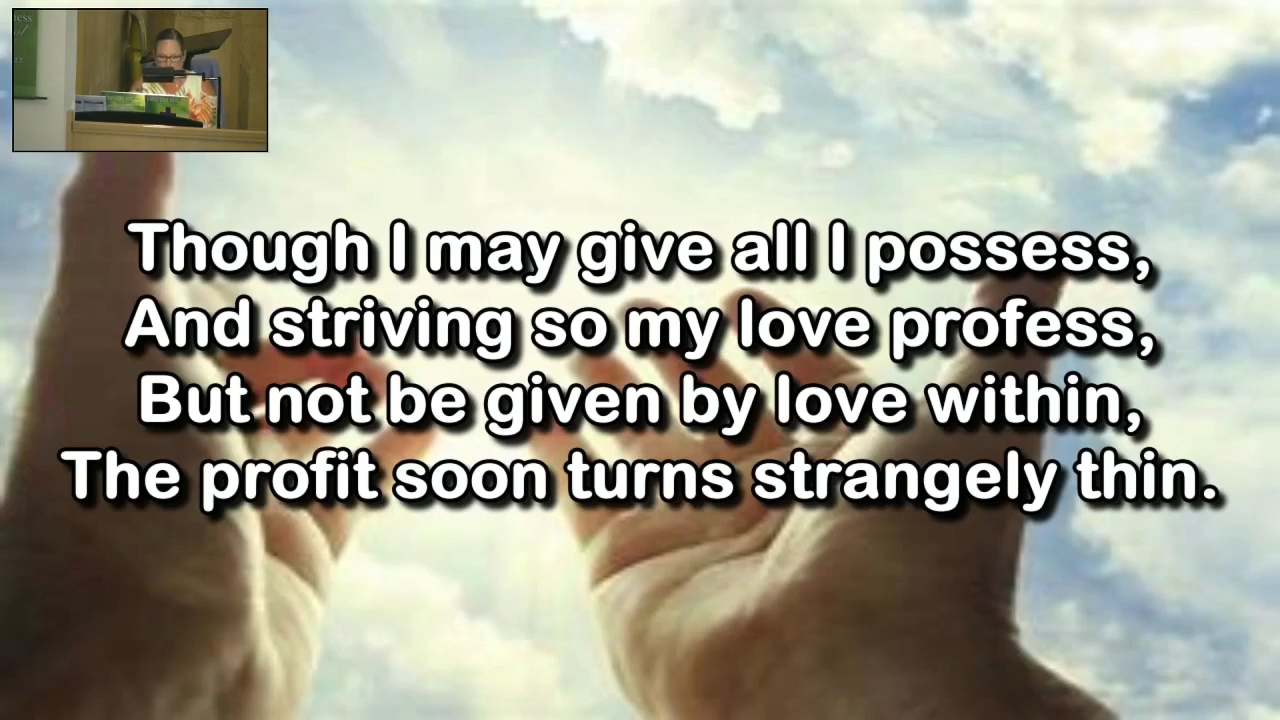 Though I may give all I possess,
And striving so my love profess,
But not be given by love within,
The profit soon turns strangely thin.